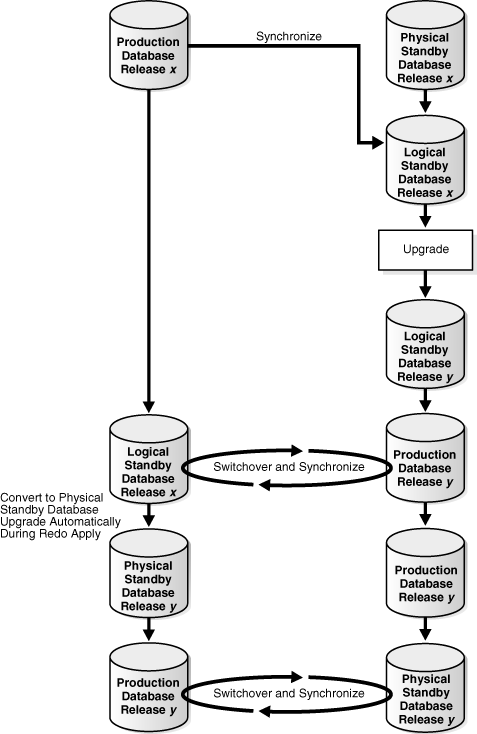 Production
Database
Release x
Synchronize
Physical
Standby
Database
Release x
Logical
Standby
Database
Release x
Upgrade
Logical
Standby
Database
Release y
Logical
Standby
Database
Release x
Switchover and Synchronize
Production
Database
Release y
Convert to Physical
Standby Database
Upgrade Automatically
During Redo Apply
Physical
Standby
Database
Release y
Production
Database
Release y
Production
Database
Release y
Switchover and Synchronize
Physical
Standby
Database
Release y